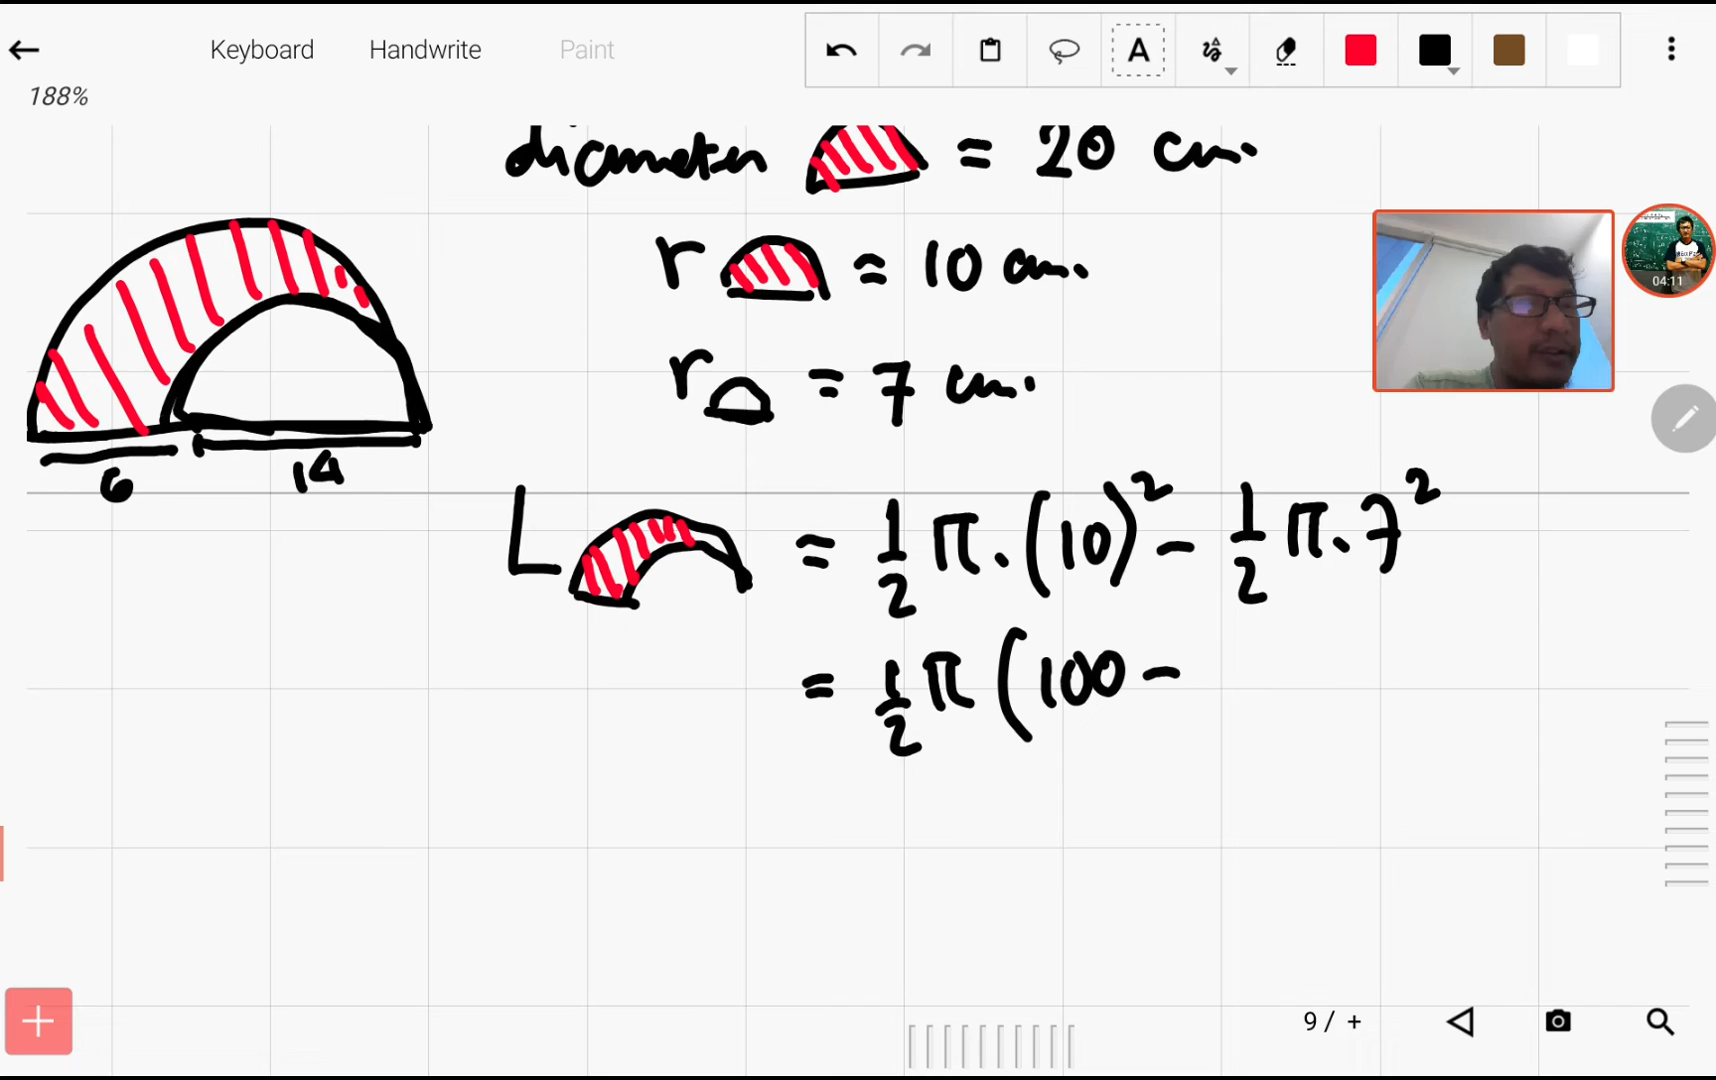 Keyboard Handwrite Paint A
188%
diameter = 20 cm.
r = 10 cm.
r = 7 cm.
6 14
L = 1/2 π . (10)² - 1/2 π . 7²
= 1/2 π (100 -
04:11
9 / +